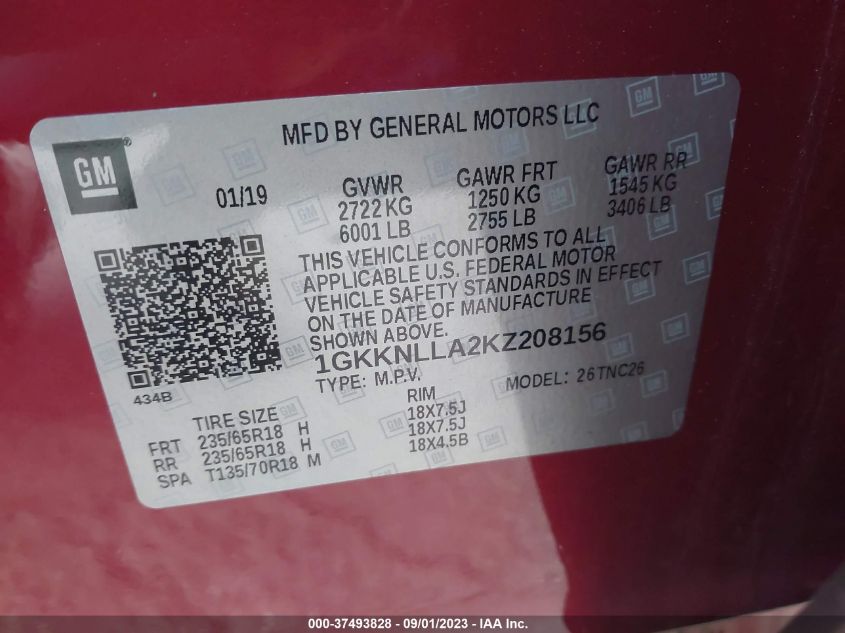 MFD BY GENERAL MOTORS LLC
GM®
01/19 GVWR GAWR FRT GAWR RR
2722 KG 1250 KG 1545 KG
6001 LB 2755 LB 3406 LB
THIS VEHICLE CONFORMS TO ALL
APPLICABLE U.S. FEDERAL MOTOR
VEHICLE SAFETY STANDARDS IN EFFECT
ON THE DATE OF MANUFACTURE
SHOWN ABOVE.
1GKKNLLA2KZ208156
TYPE: M.P.V. MODEL: 26TNC26
434B
TIRE SIZE RIM
FRT 235/65R18 H 18X7.5J
RR 235/65R18 H 18X7.5J
SPA T135/70R18 M 18X4.5B
000-37493828 - 09/01/2023 - IAA Inc.